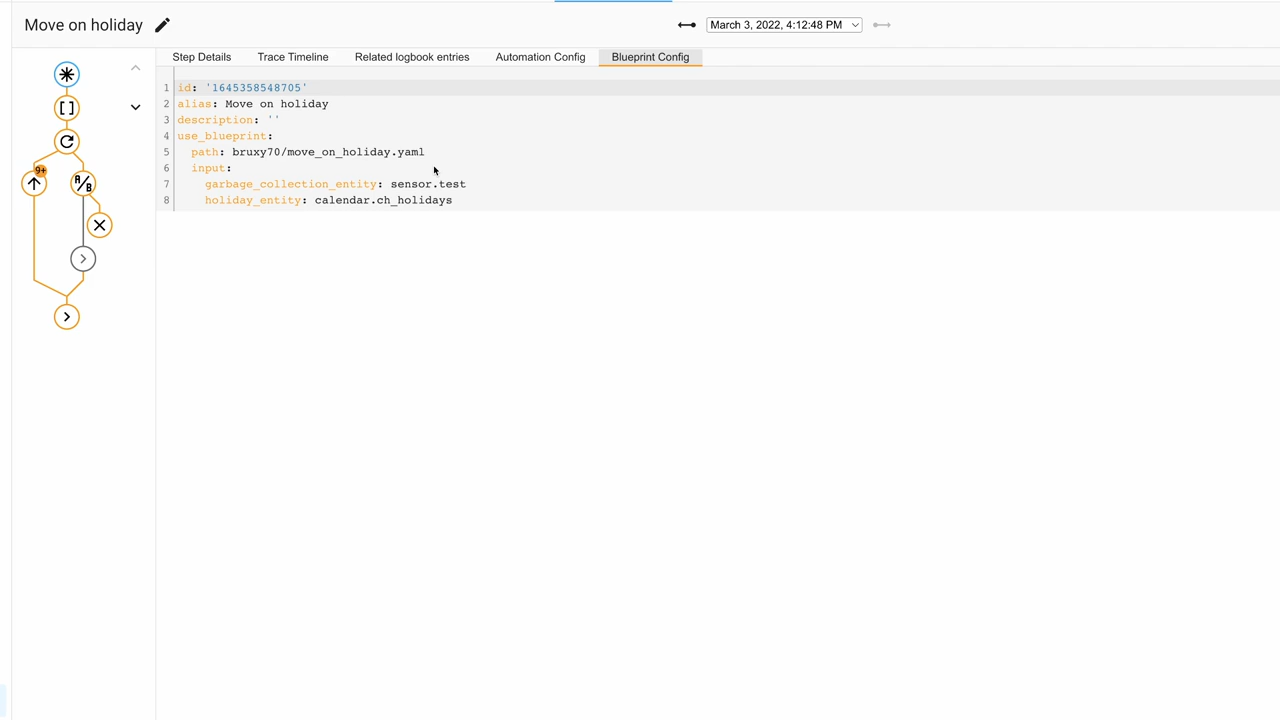 Move on holiday
March 3, 2022, 4:12:48 PM
Step Details Trace Timeline Related logbook entries Automation Config Blueprint Config
1 id: '1645358548705'
2 alias: Move on holiday
3 description: ''
4 use_blueprint:
5 path: bruxy70/move_on_holiday.yaml
6 input:
7 garbage_collection_entity: sensor.test
8 holiday_entity: calendar.ch_holidays
[ ]
9+
A/B